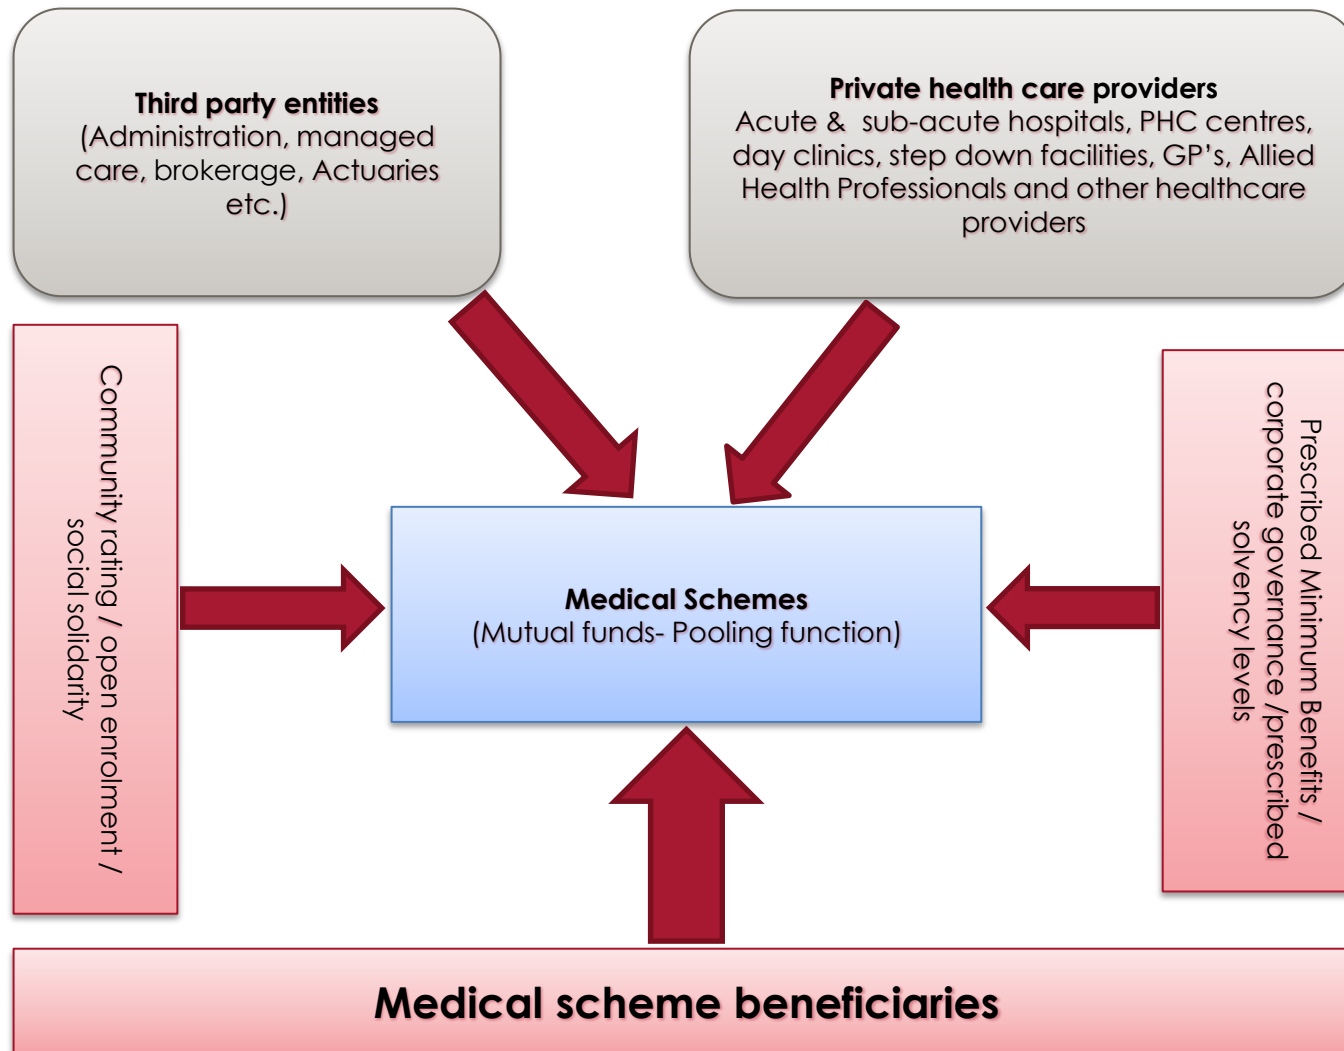 Third party entities
(Administration, managed
care, brokerage, Actuaries
etc.)
Private health care providers
Acute &  sub-acute hospitals, PHC centres,
day clinics, step down facilities, GP’s, Allied
Health Professionals and other healthcare
providers
Community rating / open enrolment /
social solidarity
Medical Schemes
(Mutual funds- Pooling function)
Prescribed Minimum Benefits /
corporate governance /prescribed
solvency levels
Medical scheme beneficiaries